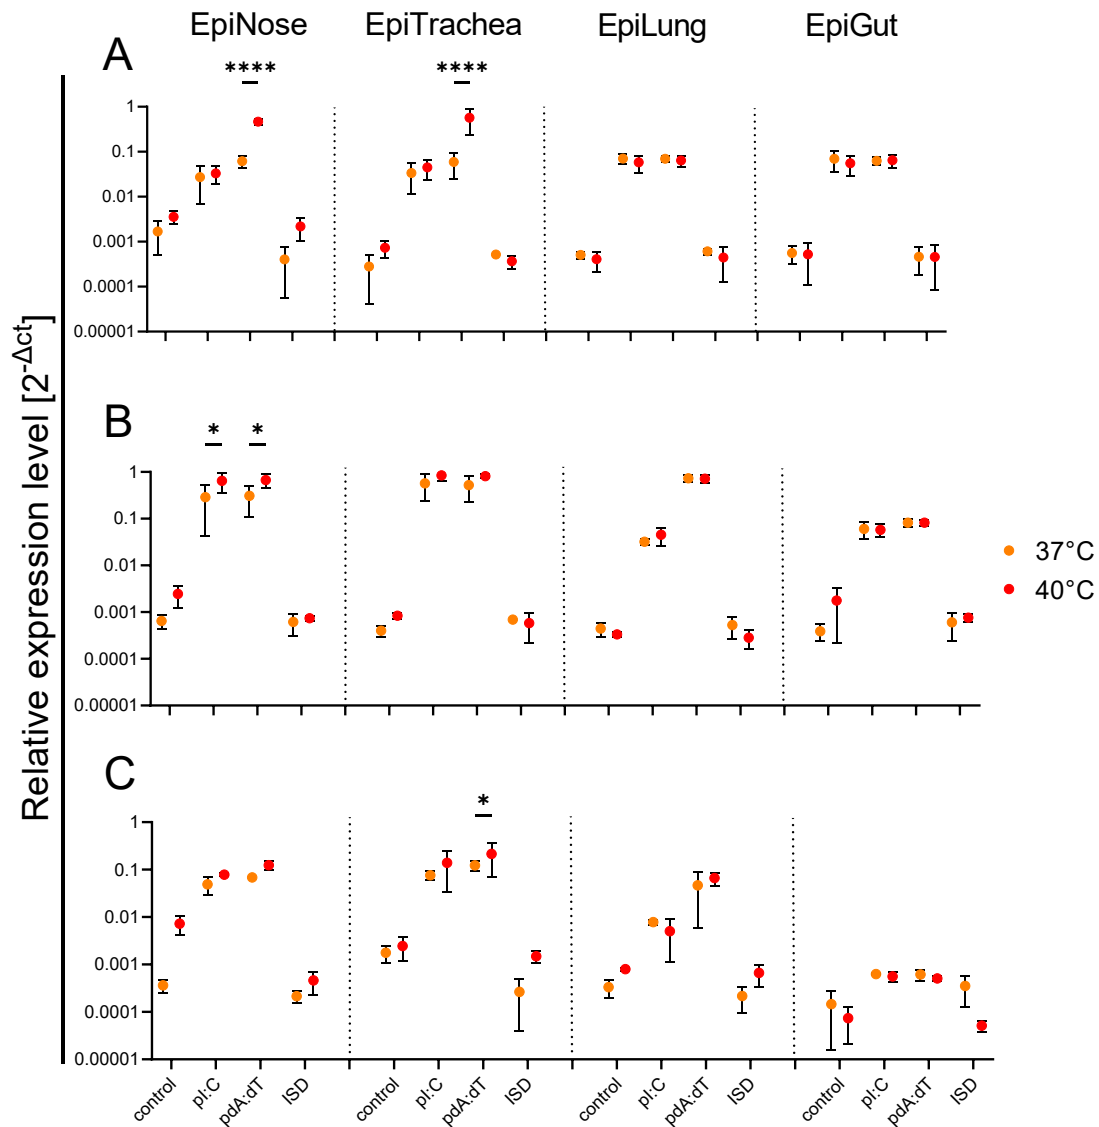 EpiNose EpiTrachea EpiLung EpiGut
A
**** ****
1
0.1
0.01
0.001
0.0001
0.00001
Relative expression level [2^-Δct]
B
* *
1
0.1
0.01
0.001
0.0001
0.00001
37°C
40°C
C
*
1
0.1
0.01
0.001
0.0001
0.00001
control pI:C pdA:dT ISD control pI:C pdA:dT ISD control pI:C pdA:dT ISD control pI:C pdA:dT ISD